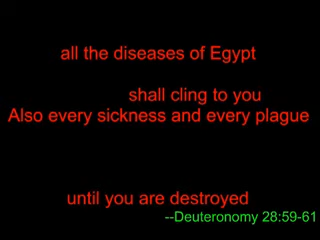 all the diseases of Egypt
shall cling to you
Also every sickness and every plague
until you are destroyed
--Deuteronomy 28:59-61